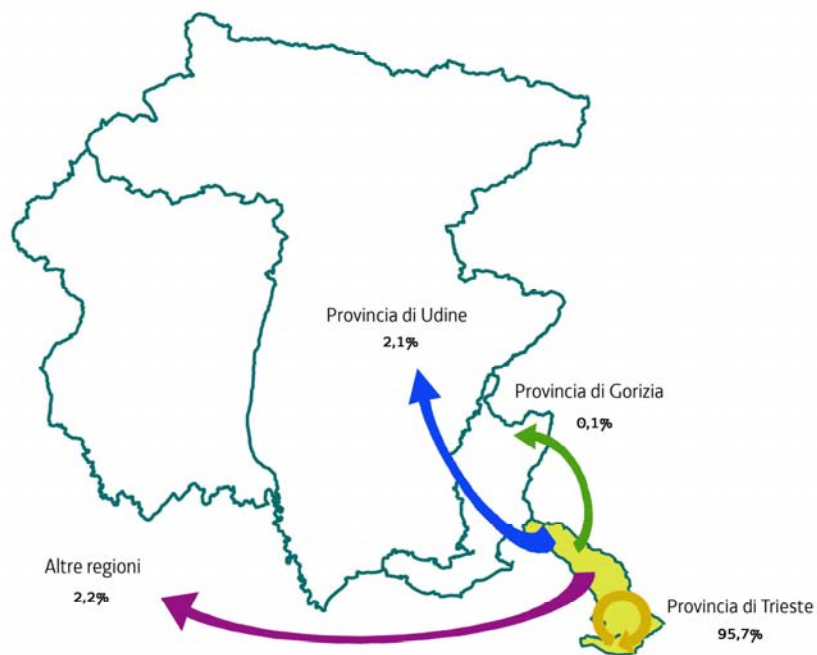 Provincia di Udine
2,1%
Provincia di Gorizia
0,1%
Altre regioni
2,2%
Provincia di Trieste
95,7%